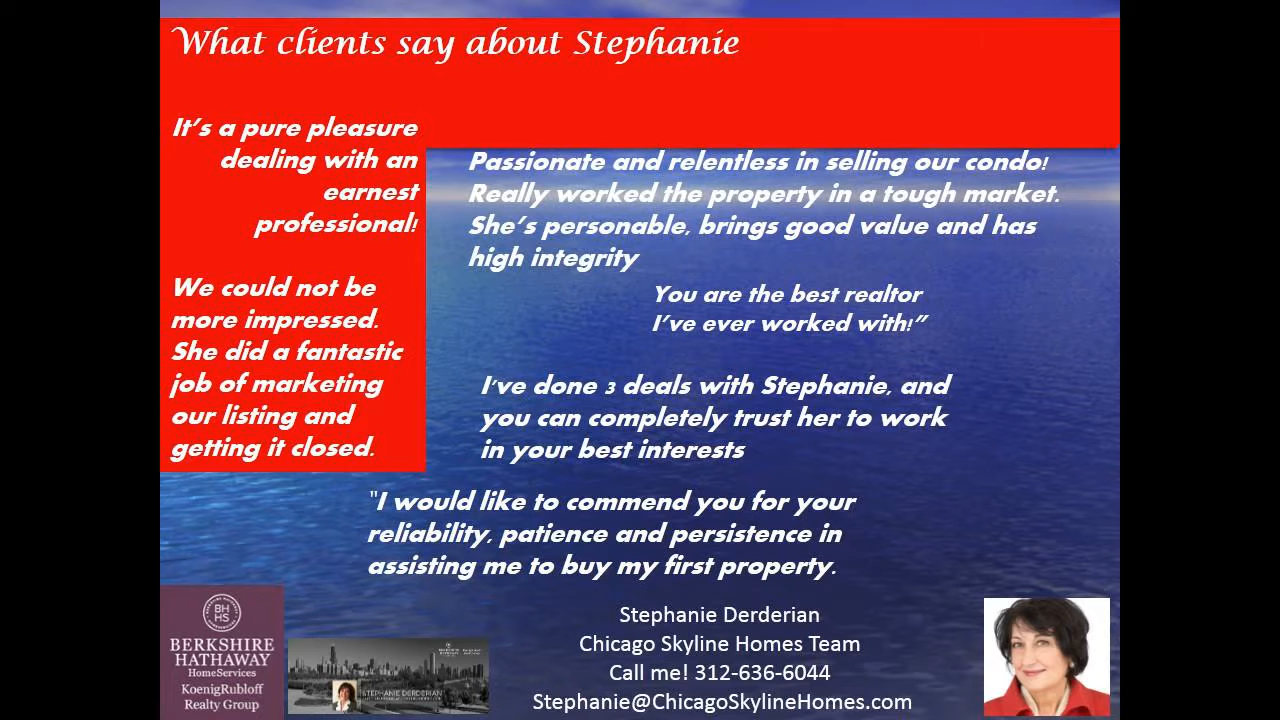 What clients say about Stephanie
It's a pure pleasure
dealing with an
earnest
professional!
We could not be
more impressed.
She did a fantastic
job of marketing
our listing and
getting it closed.
Passionate and relentless in selling our condo!
Really worked the property in a tough market.
She's personable, brings good value and has
high integrity
You are the best realtor
I've ever worked with!”
I've done 3 deals with Stephanie, and
you can completely trust her to work
in your best interests
"I would like to commend you for your
reliability, patience and persistence in
assisting me to buy my first property.
BH
HS
BERKSHIRE
HATHAWAY
HomeServices
KoenigRubloff
Realty Group
STEPHANIE DERDERIAN
Stephanie Derderian
Chicago Skyline Homes Team
Call me! 312-636-6044
Stephanie@ChicagoSkylineHomes.com